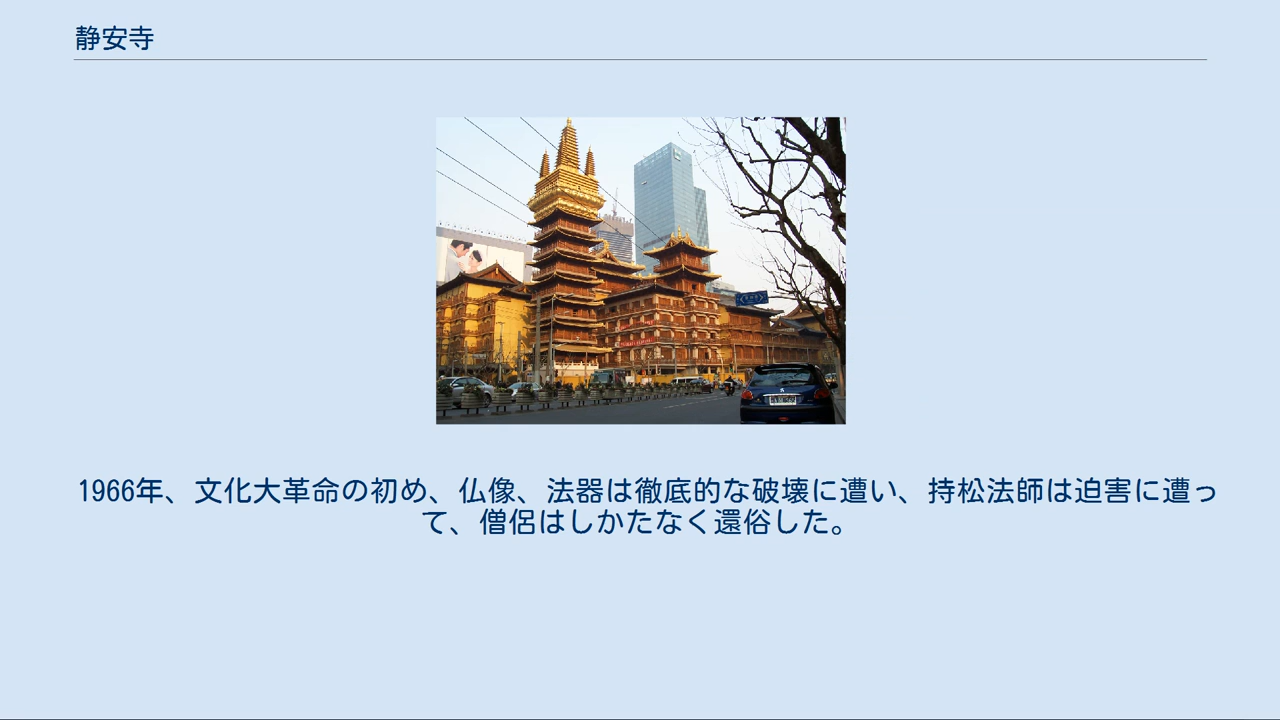 静安寺
1966年、文化大革命の初め、仏像、法器は徹底的な破壊に遭い、持松法師は迫害に遭っ
て、僧侶はしかたなく還俗した。